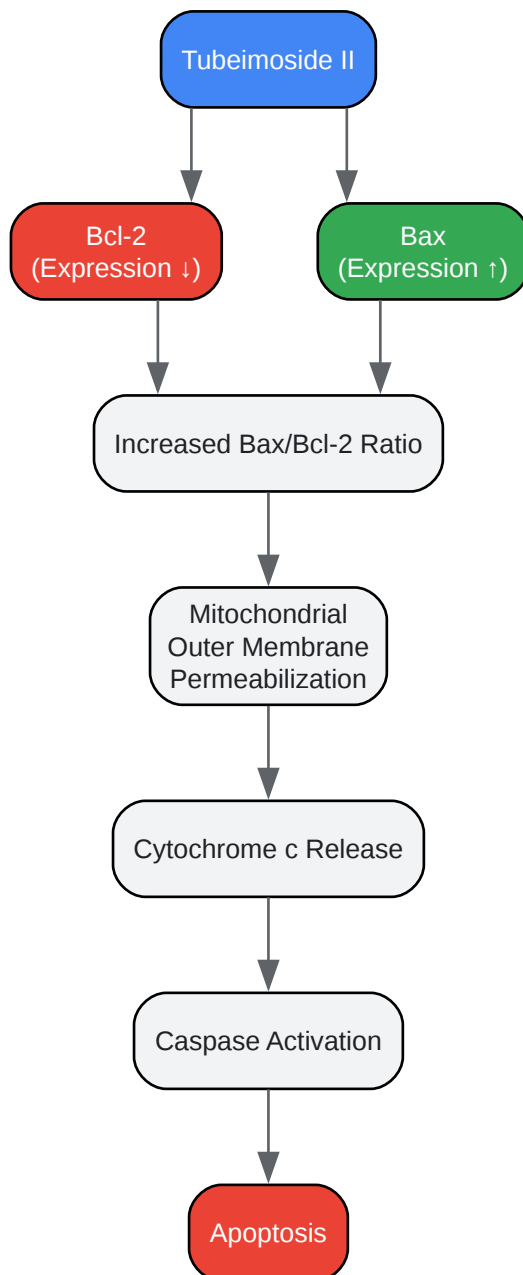 Tubeimoside II
Bcl-2
(Expression ↓)
Bax
(Expression ↑)
Increased Bax/Bcl-2 Ratio
Mitochondrial
Outer Membrane
Permeabilization
Cytochrome c Release
Caspase Activation
Apoptosis